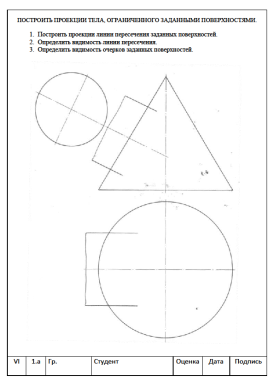 ПОСТРОИТЬ ПРОЕКЦИИ ТЕЛА, ОГРАНИЧЕННОГО ЗАДАННЫМИ ПОВЕРХНОСТЯМИ.
1. Построить проекции линии пересечения заданных поверхностей.
2. Определить видимость линии пересечения.
3. Определить видимость очерков заданных поверхностей.
VI 1.а Гр. Студент Оценка Дата Подпись